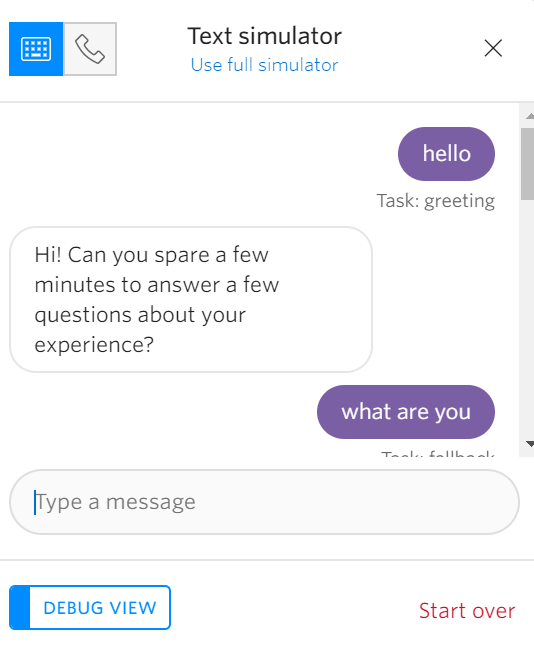 Text simulator
Use full simulator
hello
Task: greeting
Hi! Can you spare a few
minutes to answer a few
questions about your
experience?
what are you
Task: fallback
Type a message
DEBUG VIEW
Start over